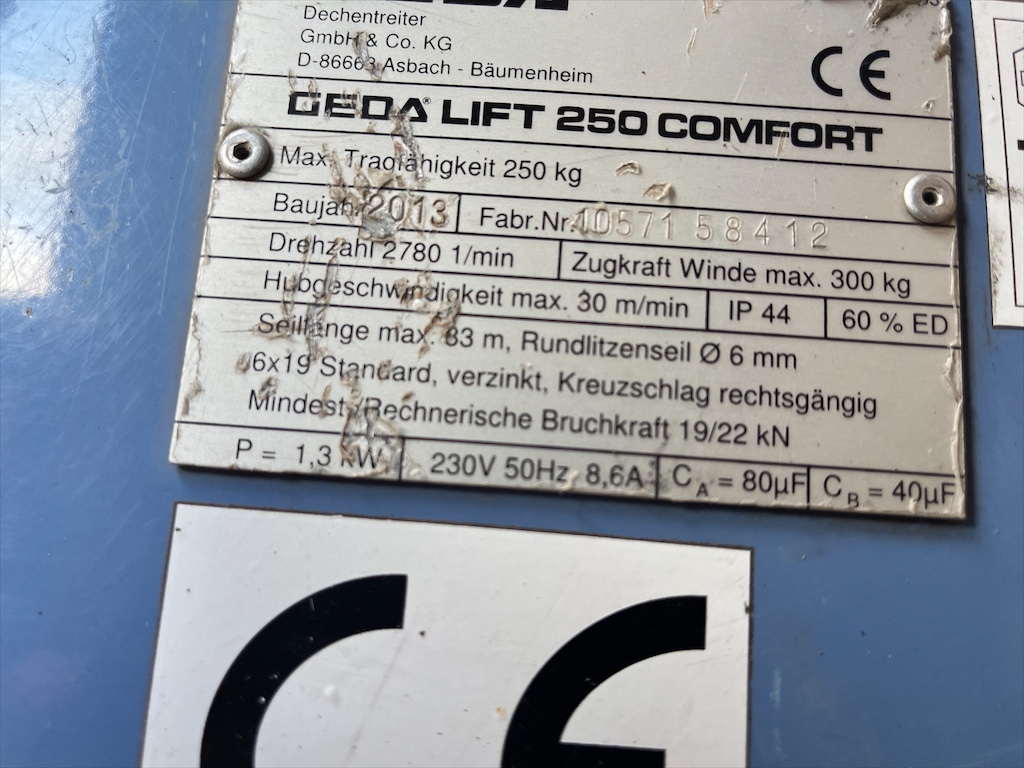 Dechentreiter
GmbH & Co. KG
D-86663 Asbach - Bäumenheim
CE
GEDA® LIFT 250 COMFORT
Max. Tragfähigkeit 250 kg
Baujahr 2013 Fabr.Nr. 10571 58412
Drehzahl 2780 1/min Zugkraft Winde max. 300 kg
Hubgeschwindigkeit max. 30 m/min IP 44 60 % ED
Seillänge max. 83 m, Rundlitzenseil Ø 6 mm
6x19 Standard, verzinkt, Kreuzschlag rechtsgängig
Mindest-/Rechnerische Bruchkraft 19/22 kN
P = 1,3 kW 230V 50Hz 8,6A CA = 80µF CB = 40µF
CE